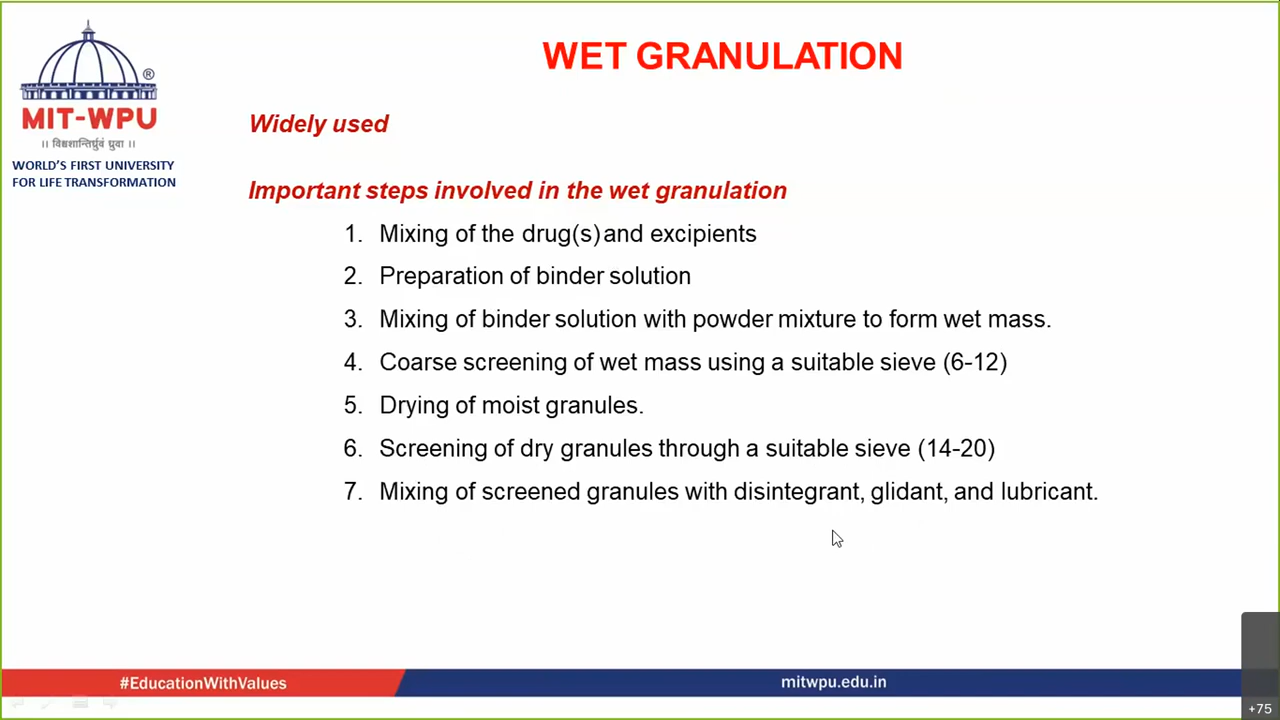 WET GRANULATION
®
MIT-WPU
।। विश्वशान्तिर्ध्रुवं ध्रुवा ।।
WORLD'S FIRST UNIVERSITY
FOR LIFE TRANSFORMATION
Widely used
Important steps involved in the wet granulation
1. Mixing of the drug(s) and excipients
2. Preparation of binder solution
3. Mixing of binder solution with powder mixture to form wet mass.
4. Coarse screening of wet mass using a suitable sieve (6-12)
5. Drying of moist granules.
6. Screening of dry granules through a suitable sieve (14-20)
7. Mixing of screened granules with disintegrant, glidant, and lubricant.
#EducationWithValues
mitwpu.edu.in
+75